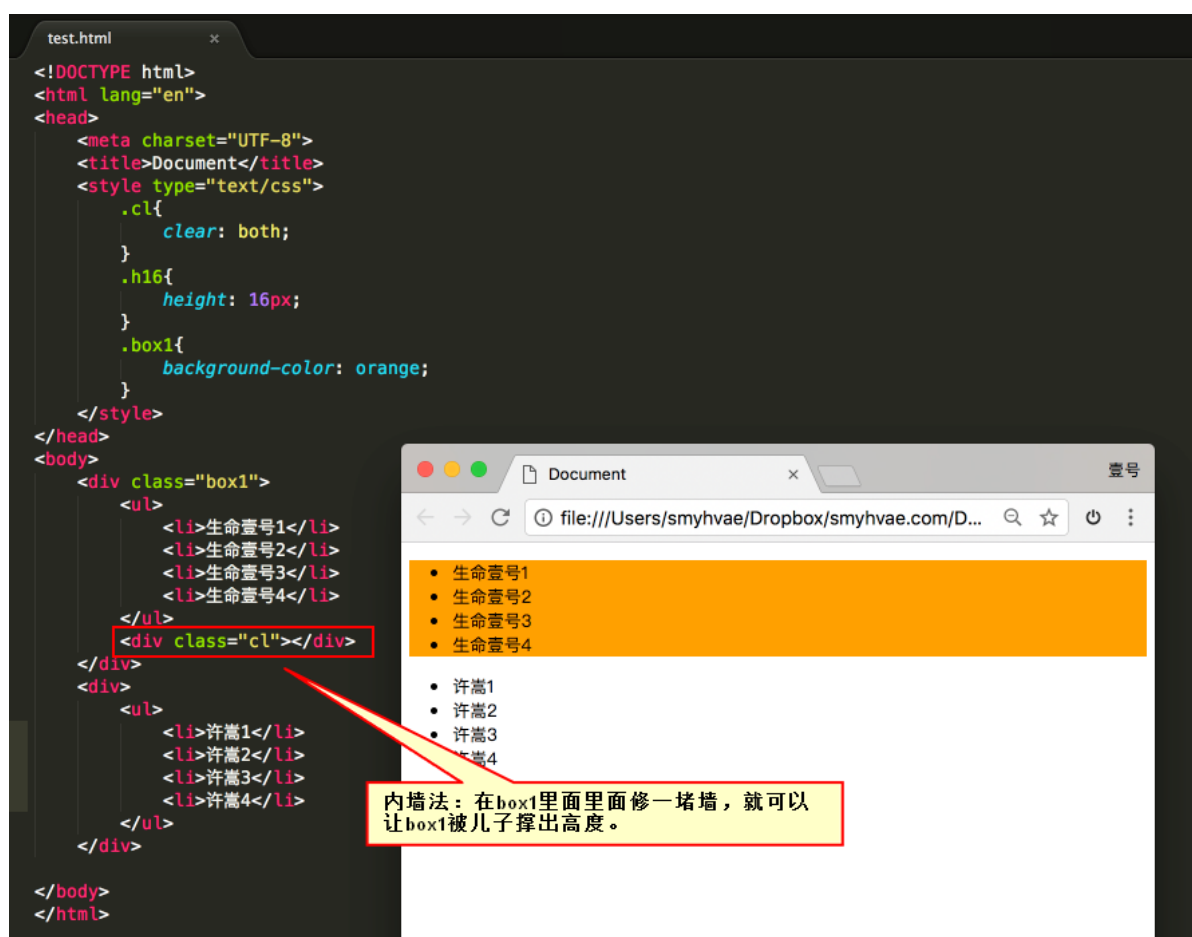 test.html ×
<!DOCTYPE html>
<html lang="en">
<head>
<meta charset="UTF-8">
<title>Document</title>
<style type="text/css">
.cl{
clear: both;
}
.h16{
height: 16px;
}
.box1{
background-color: orange;
}
</style>
</head>
<body>
<div class="box1">
<ul>
<li>生命壹号1</li>
<li>生命壹号2</li>
<li>生命壹号3</li>
<li>生命壹号4</li>
</ul>
<div class="cl"></div>
</div>
<div>
<ul>
<li>许嵩1</li>
<li>许嵩2</li>
<li>许嵩3</li>
<li>许嵩4</li>
</ul>
</div>
</body>
</html>
Document × 壹号
file:///Users/smyhvae/Dropbox/smyhvae.com/D...
• 生命壹号1
• 生命壹号2
• 生命壹号3
• 生命壹号4
• 许嵩1
• 许嵩2
• 许嵩3
许嵩4
内墙法：在box1里面里面修一堵墙，就可以
让box1被儿子撑出高度。